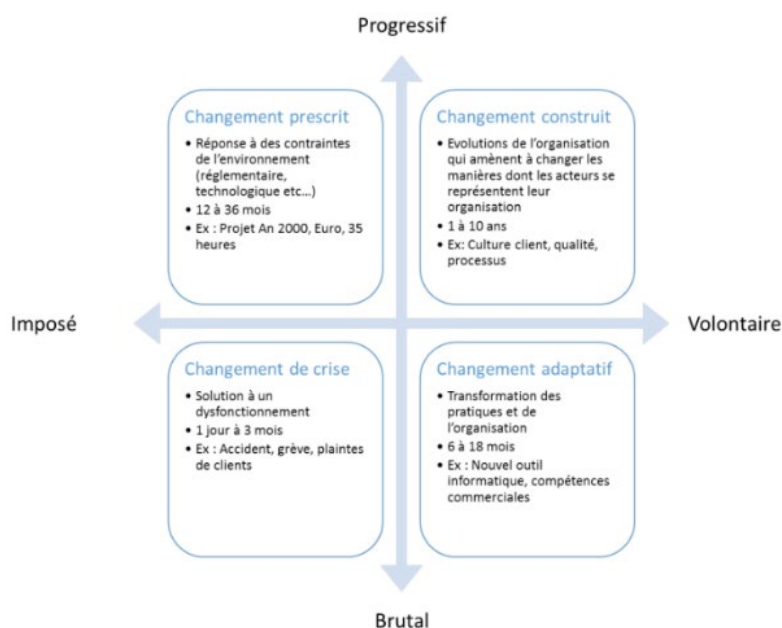 Progressif
Changement prescrit
• Réponse à des contraintes
de l'environnement
(réglementaire,
technologique etc...)
• 12 à 36 mois
• Ex : Projet An 2000, Euro, 35
heures
Changement construit
• Evolutions de l'organisation
qui amènent à changer les
manières dont les acteurs se
représentent leur
organisation
• 1 à 10 ans
• Ex: Culture client, qualité,
processus
Imposé
Volontaire
Changement de crise
• Solution à un
dysfonctionnement
• 1 jour à 3 mois
• Ex : Accident, grève, plaintes
de clients
Changement adaptatif
• Transformation des
pratiques et de
l'organisation
• 6 à 18 mois
• Ex : Nouvel outil
informatique, compétences
commerciales
Brutal